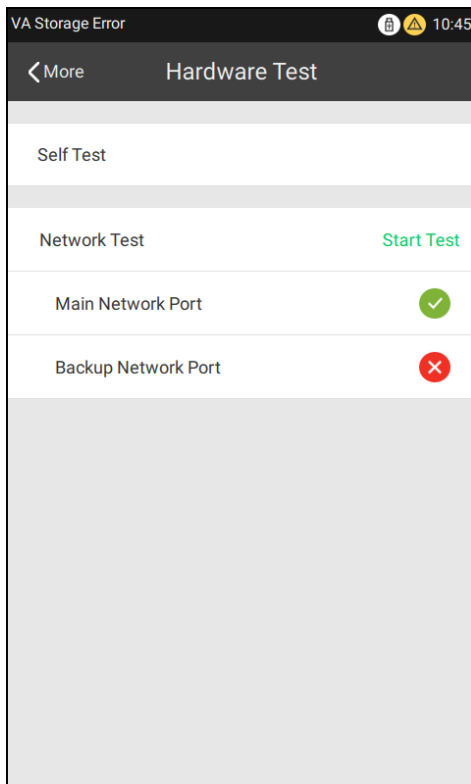 VA Storage Error 10:45
More Hardware Test
Self Test
Network Test Start Test
Main Network Port
Backup Network Port